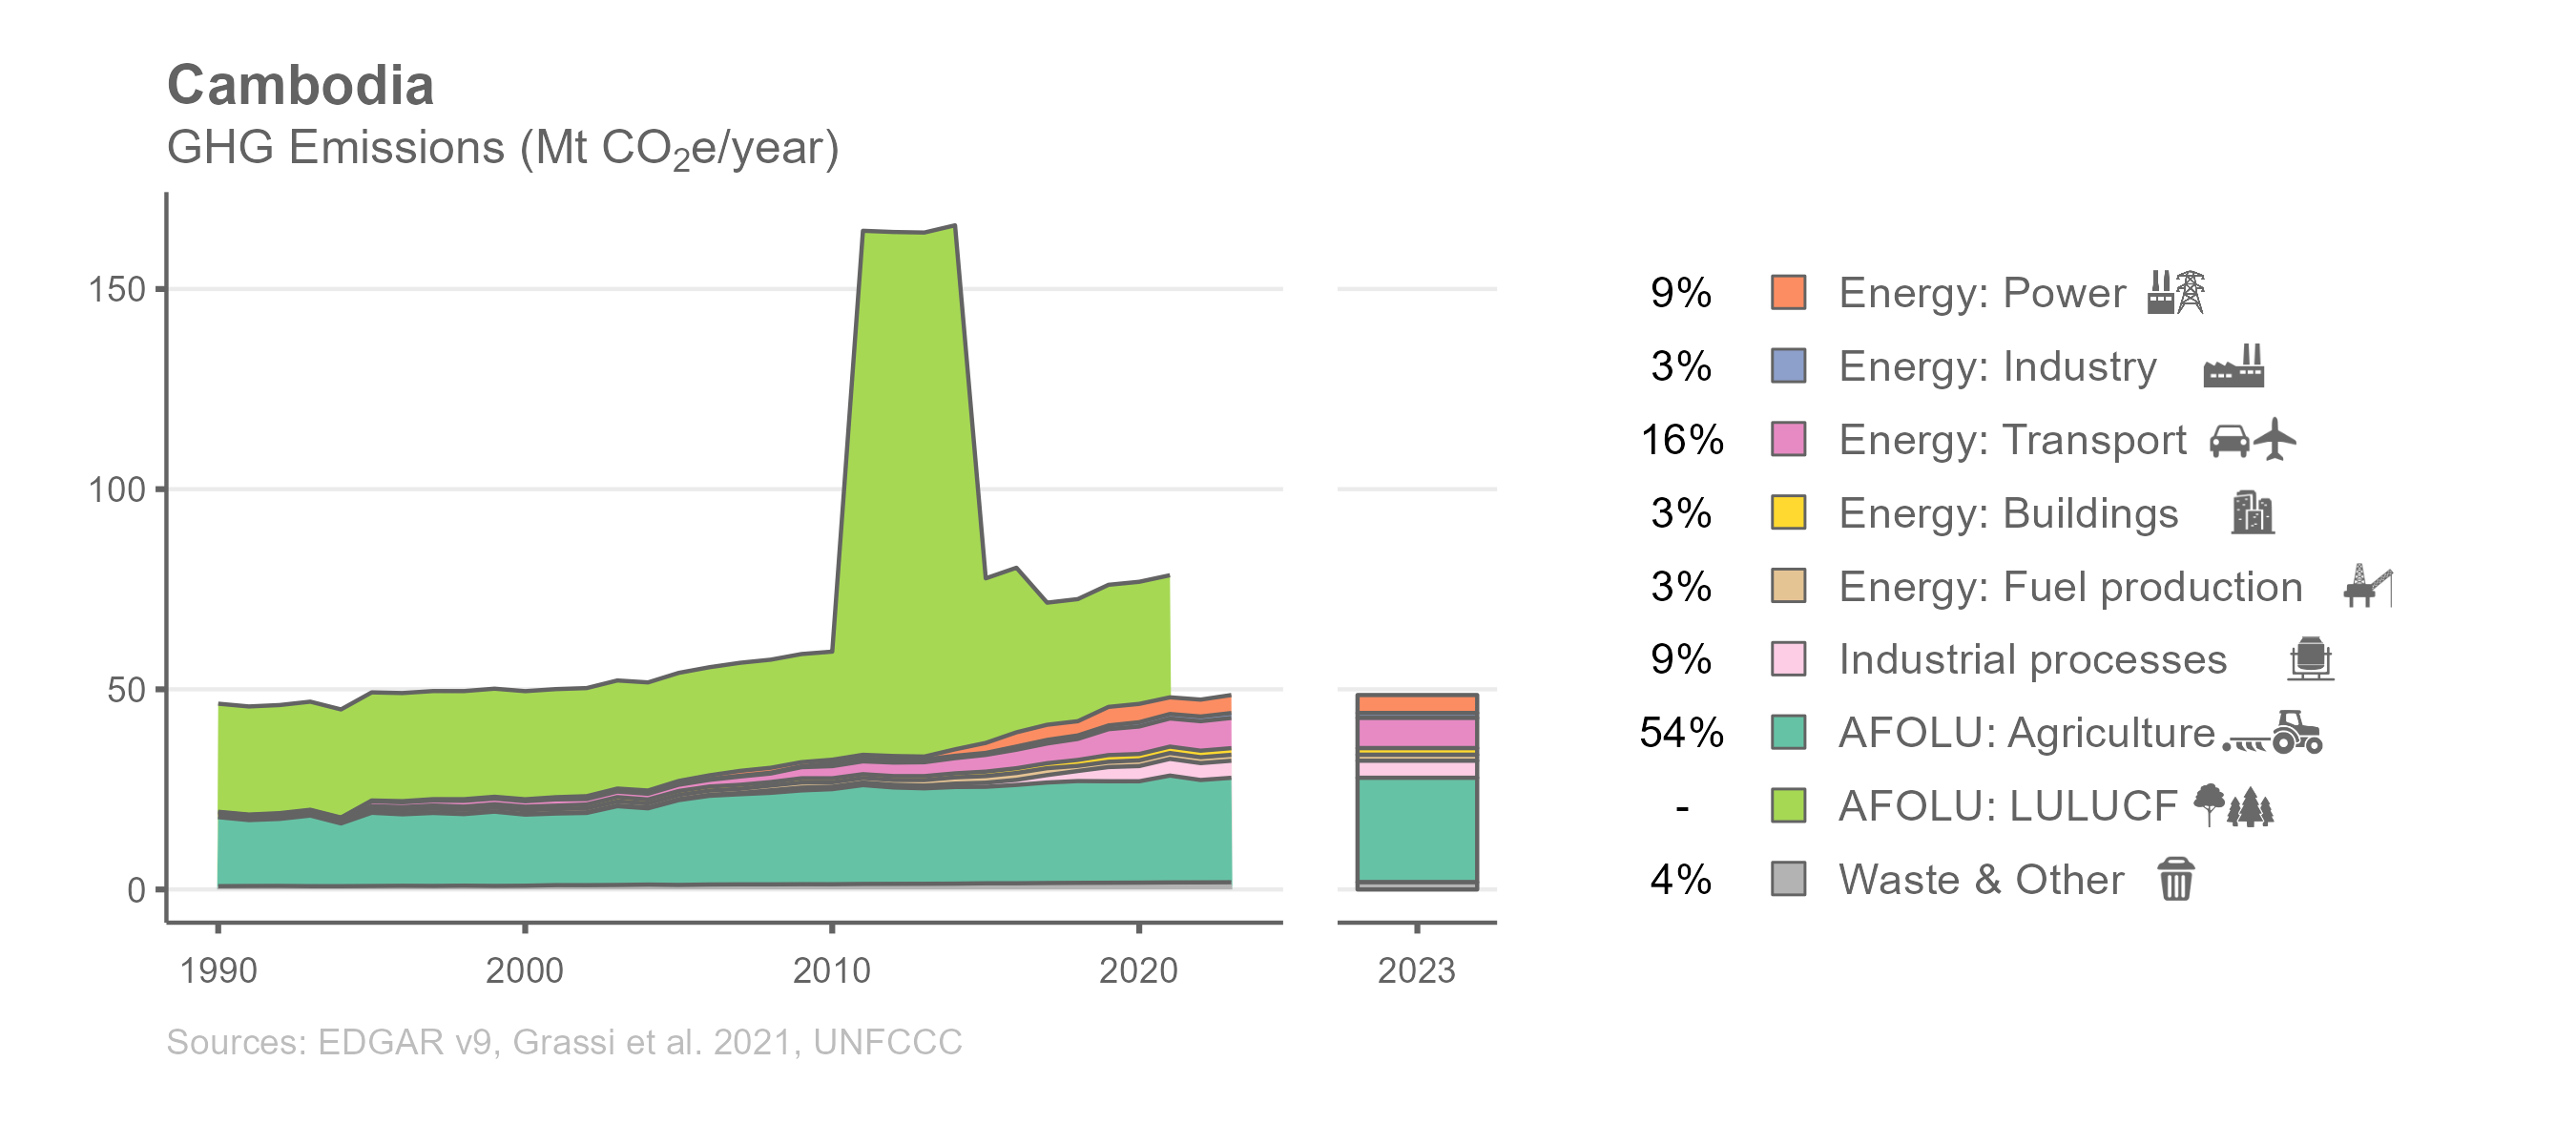 Cambodia
GHG Emissions (Mt CO₂e/year)
150
100
50
0
1990 2000 2010 2020 2023
9% Energy: Power
3% Energy: Industry
16% Energy: Transport
3% Energy: Buildings
3% Energy: Fuel production
9% Industrial processes
54% AFOLU: Agriculture
- AFOLU: LULUCF
4% Waste & Other
Sources: EDGAR v9, Grassi et al. 2021, UNFCCC